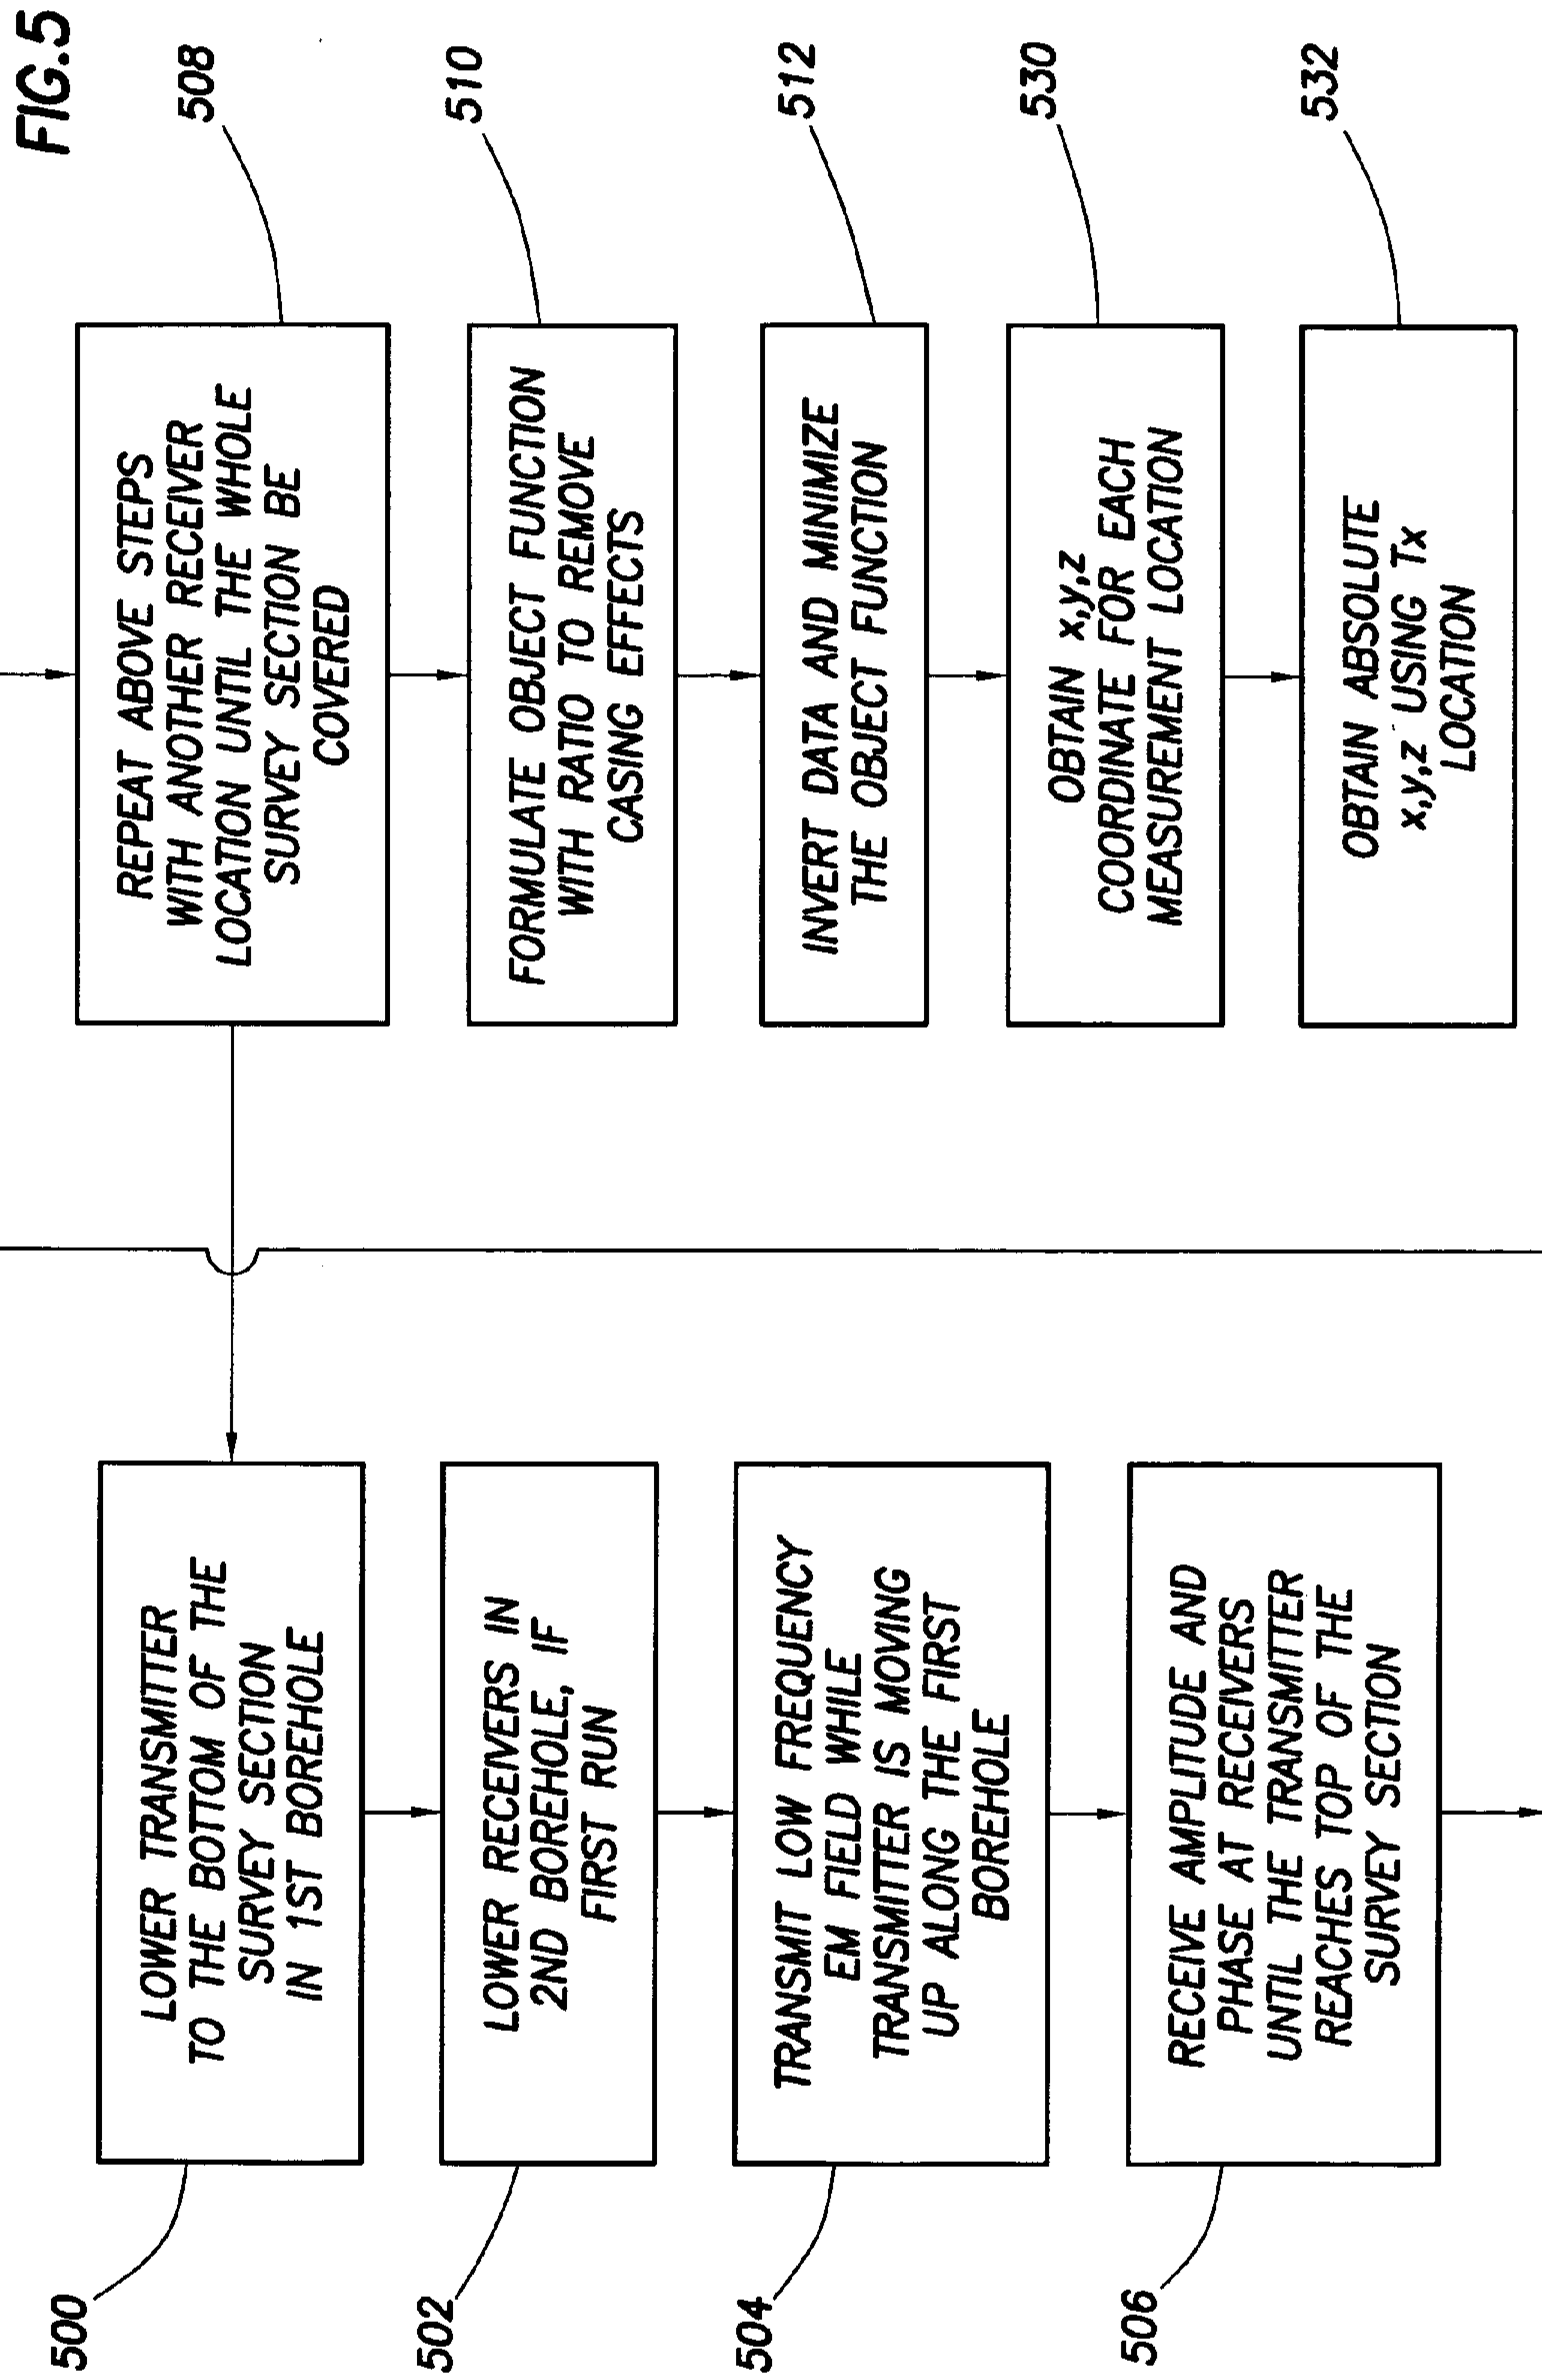 FIG.5
500
LOWER TRANSMITTER
TO THE BOTTOM OF THE
SURVEY SECTION
IN 1ST BOREHOLE
502
LOWER RECEIVERS IN
2ND BOREHOLE, IF
FIRST RUN
504
TRANSMIT LOW FREQUENCY
EM FIELD WHILE
TRANSMITTER IS MOVING
UP ALONG THE FIRST
BOREHOLE
506
RECEIVE AMPLITUDE AND
PHASE AT RECEIVERS
UNTIL THE TRANSMITTER
REACHES TOP OF THE
SURVEY SECTION
508
REPEAT ABOVE STEPS
WITH ANOTHER RECEIVER
LOCATION UNTIL THE WHOLE
SURVEY SECTION BE
COVERED
510
FORMULATE OBJECT FUNCTION
WITH RATIO TO REMOVE
CASING EFFECTS
512
INVERT DATA AND MINIMIZE
THE OBJECT FUNCTION
530
OBTAIN x,y,z
COORDINATE FOR EACH
MEASUREMENT LOCATION
532
OBTAIN ABSOLUTE
x,y,z USING Tx
LOCATION